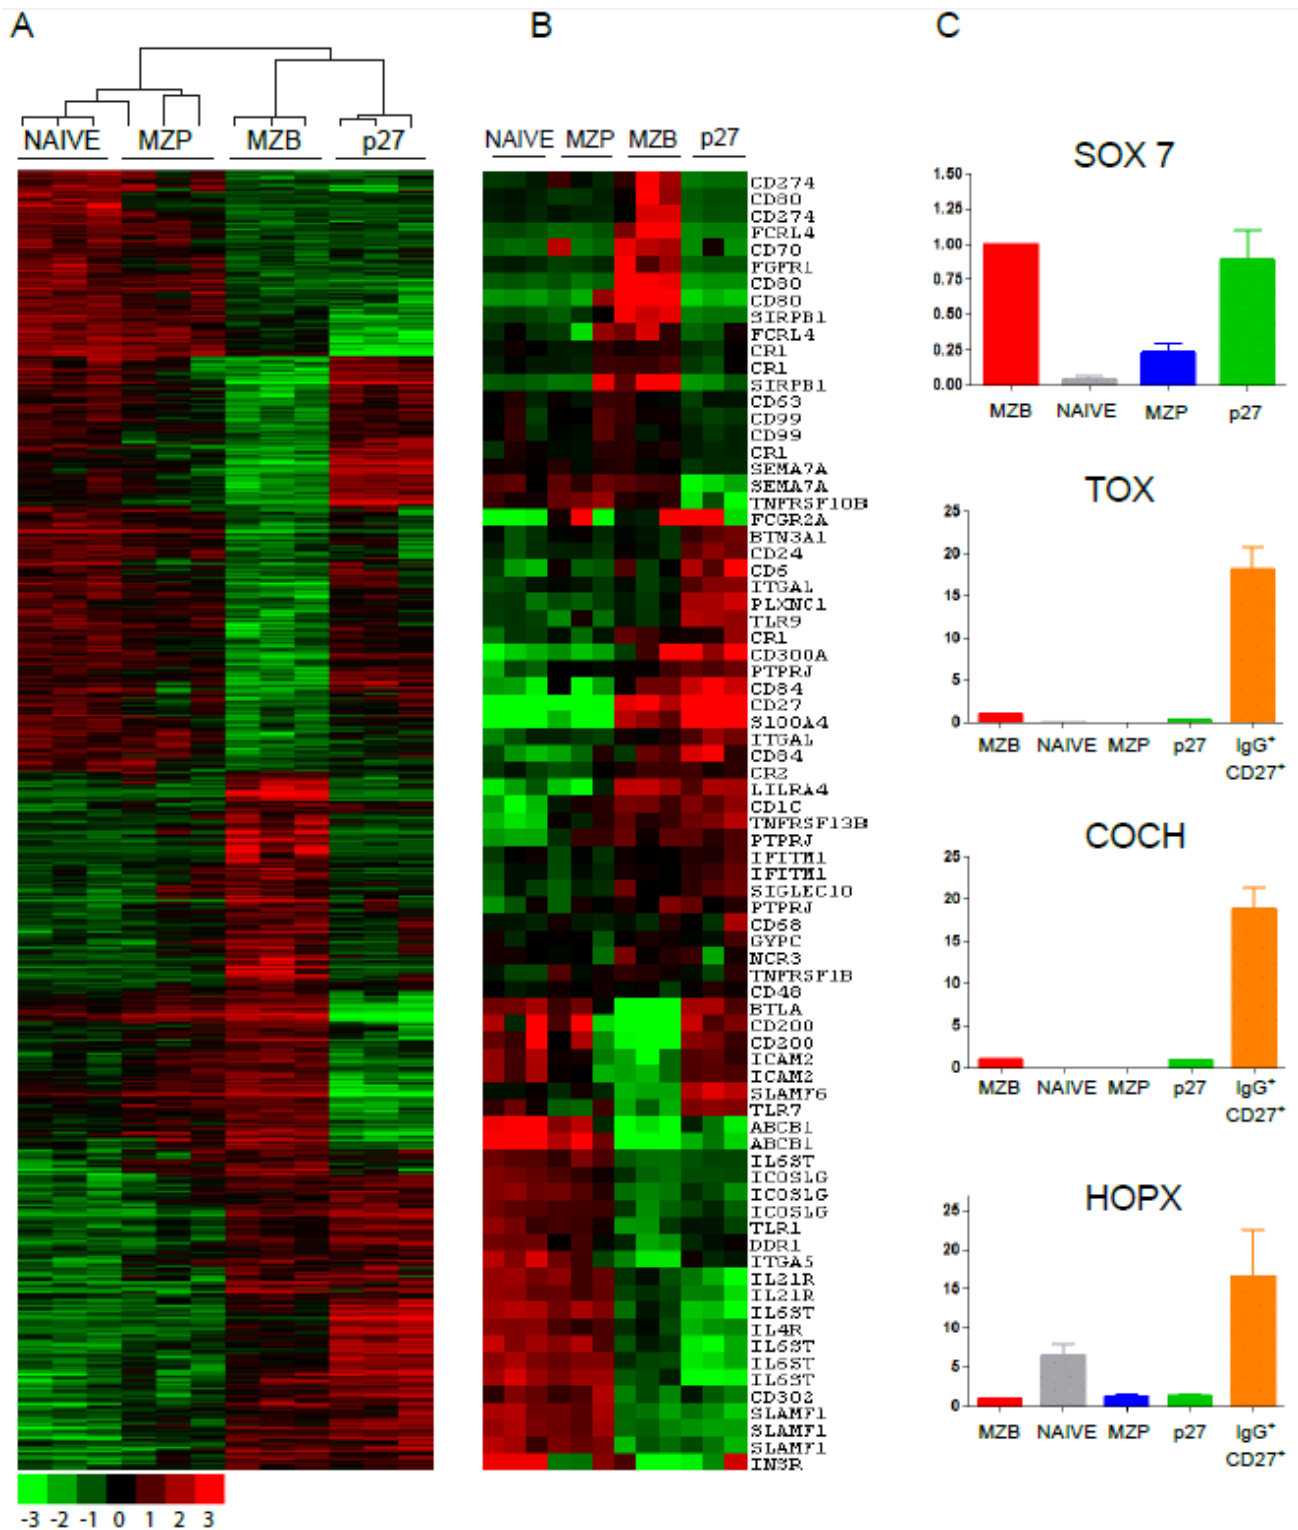 A
B
C
NAIVE MZP MZB p27
NAIVE MZP MZB p27
CD274
CD80
CD274
FCRL4
CD70
FGFR1
CD80
CD80
SIRPB1
FCRL4
CR1
CR1
SIRPB1
CD63
CD99
CD99
CR1
SEMA7A
SEMA7A
TNFRSF10B
FCGR2A
BTN3A1
CD24
CD6
ITGAL
PLXNC1
TLR9
CR1
CD300A
PTPRJ
CD84
CD27
S100A4
ITGAL
CD84
CR2
LILRA4
CD1C
TNFRSF13B
PTPRJ
IFITM1
IFITM1
SIGLEC10
PTPRJ
CD68
GYPC
NCR3
TNFRSF1B
CD48
BTLA
CD200
CD200
ICAM2
ICAM2
SLAMF6
TLR7
ABCB1
ABCB1
IL6ST
ICOSLG
ICOSLG
ICOSLG
TLR1
DDR1
ITGA5
IL21R
IL21R
IL6ST
IL4R
IL6ST
IL6ST
IL6ST
CD302
SLAMF1
SLAMF1
SLAMF1
INSR
-3 -2 -1 0 1 2 3
SOX 7
1.50
1.25
1.00
0.75
0.50
0.25
0.00
MZB NAIVE MZP p27
TOX
25
20
15
10
5
0
MZB NAIVE MZP p27 IgG⁺
CD27⁺
COCH
25
20
15
10
5
0
MZB NAIVE MZP p27 IgG⁺
CD27⁺
HOPX
25
20
15
10
5
0
MZB NAIVE MZP p27 IgG⁺
CD27⁺